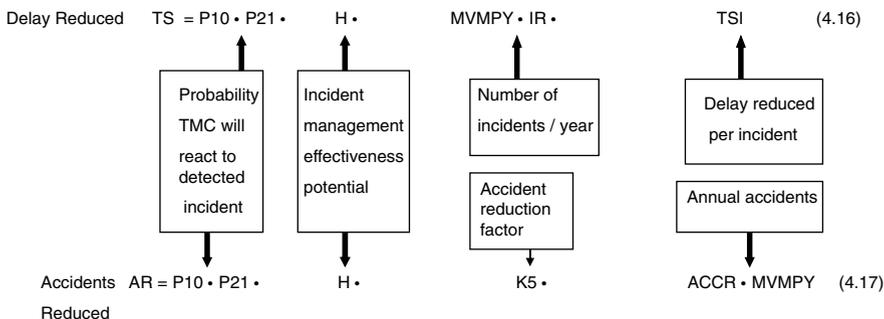 Delay Reduced TS = P10 • P21 • H • MVMPY • IR • TSI (4.16)
Probability
TMC will
react to
detected
incident
Incident
management
effectiveness
potential
Number of
incidents / year
Delay reduced
per incident
Accident
reduction
factor
Annual accidents
Accidents AR = P10 • P21 • H • K5 • ACCR • MVMPY (4.17)
Reduced